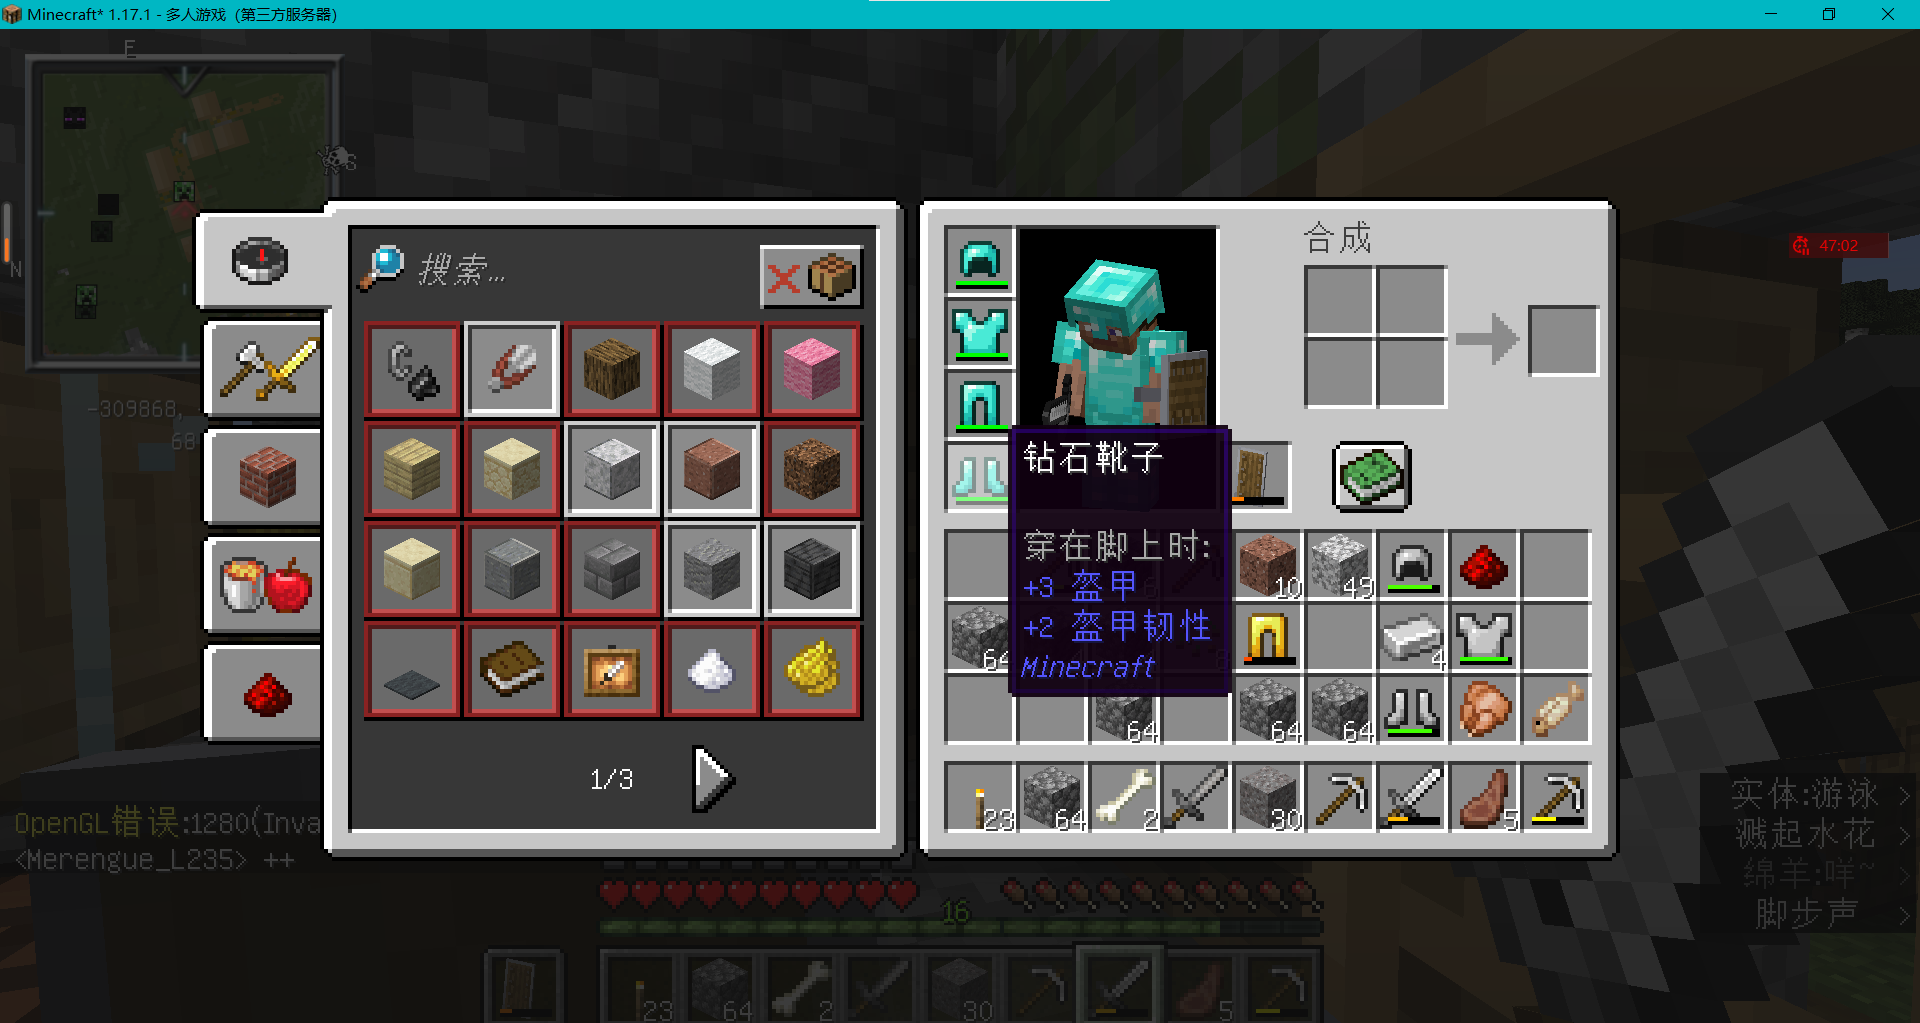 Minecraft* 1.17.1 - 多人游戏（第三方服务器）
E
S
N
-309868,
68
搜索...
1/3
合成
47:02
钻石靴子
穿在脚上时:
+3 盔甲
+2 盔甲韧性
Minecraft
10
49
64
4
64
64
64
23
64
2
30
5
OpenGL错误:1280(Inva
<Merengue_L235> ++
实体:游泳 >
溅起水花 >
绵羊:咩~ >
脚步声 >
16
23
64
2
30
5